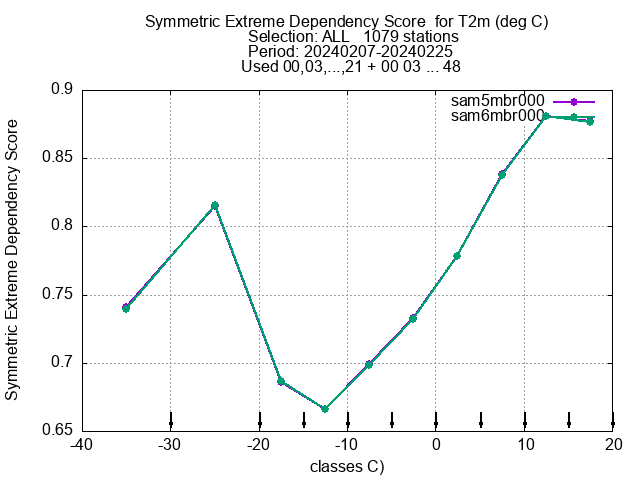 Symmetric Extreme Dependency Score  for T2m (deg C)
Selection: ALL   1079 stations
Period: 20240207-20240225
Used 00,03,...,21 + 00 03 ... 48
sam5mbr000
sam6mbr000
Symmetric Extreme Dependency Score
0.9
0.85
0.8
0.75
0.7
0.65
-40 -30 -20 -10 0 10 20
classes C)